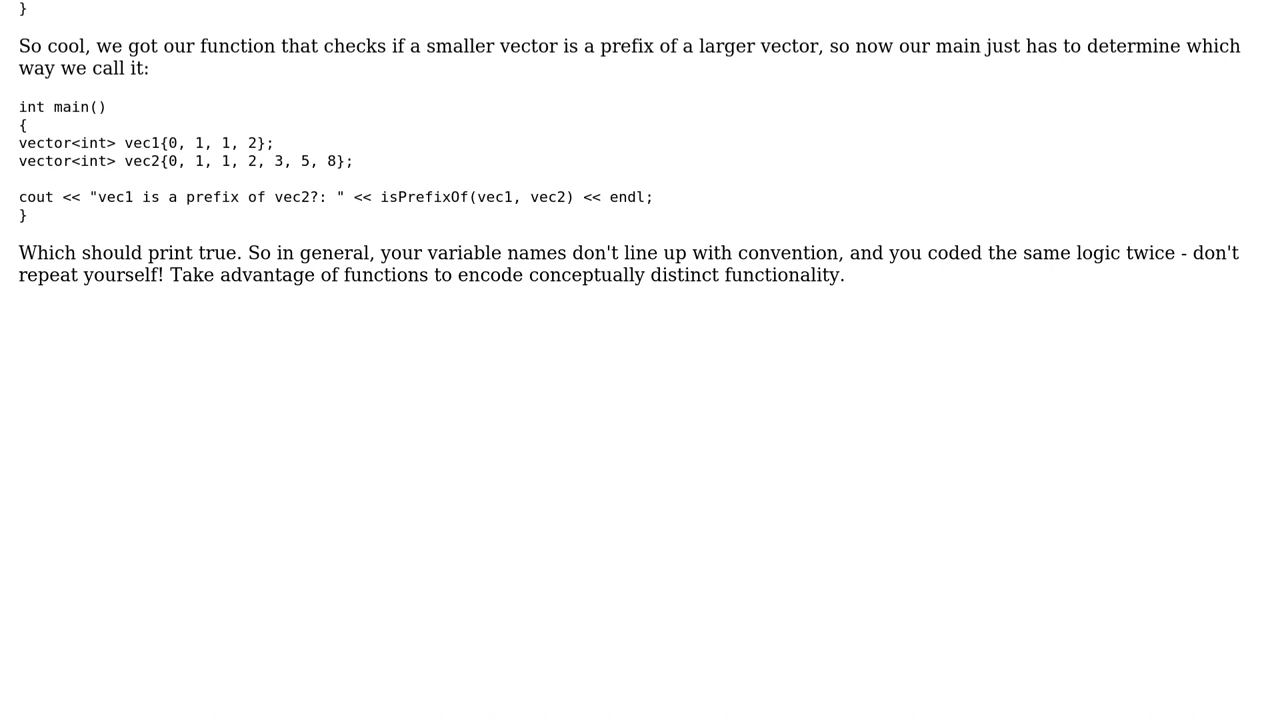 }
So cool, we got our function that checks if a smaller vector is a prefix of a larger vector, so now our main just has to determine which
way we call it:
int main()
{
vector<int> vec1{0, 1, 1, 2};
vector<int> vec2{0, 1, 1, 2, 3, 5, 8};
cout << "vec1 is a prefix of vec2?: " << isPrefixOf(vec1, vec2) << endl;
}
Which should print true. So in general, your variable names don't line up with convention, and you coded the same logic twice - don't
repeat yourself! Take advantage of functions to encode conceptually distinct functionality.